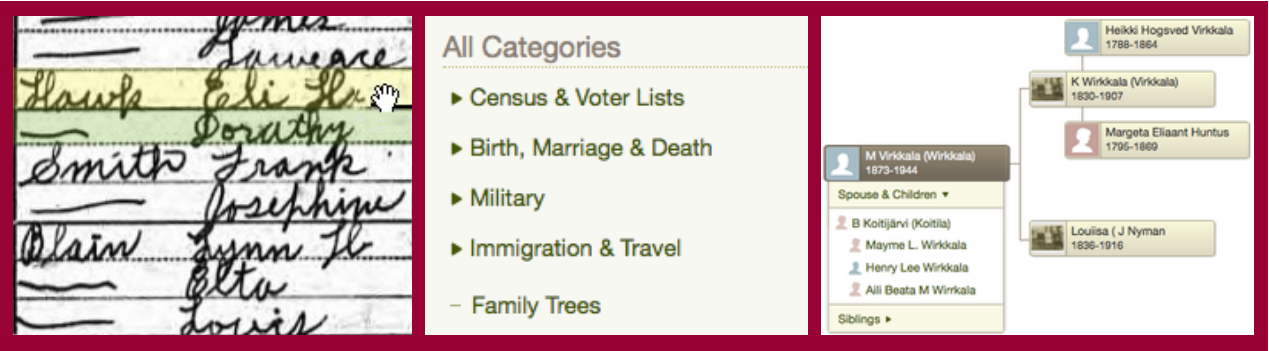 James
Laweare
Hawk Eli Ha
Dorathy
Smith Frank
Josephine
Blain Lynn H
Elta
Louis
All Categories
Census & Voter Lists
Birth, Marriage & Death
Military
Immigration & Travel
Family Trees
Heikki Hogsved Virkkala
1788-1864
K Wirkkala (Virkkala)
1830-1907
Margeta Eliaant Huntus
1795-1869
M Virkkala (Wirkkala)
1873-1944
Spouse & Children
B Koitijärvi (Koitila)
Mayme L. Wirkkala
Henry Lee Wirkkala
Aili Beata M Wirrkala
Siblings
Louiisa ( J Nyman
1836-1916